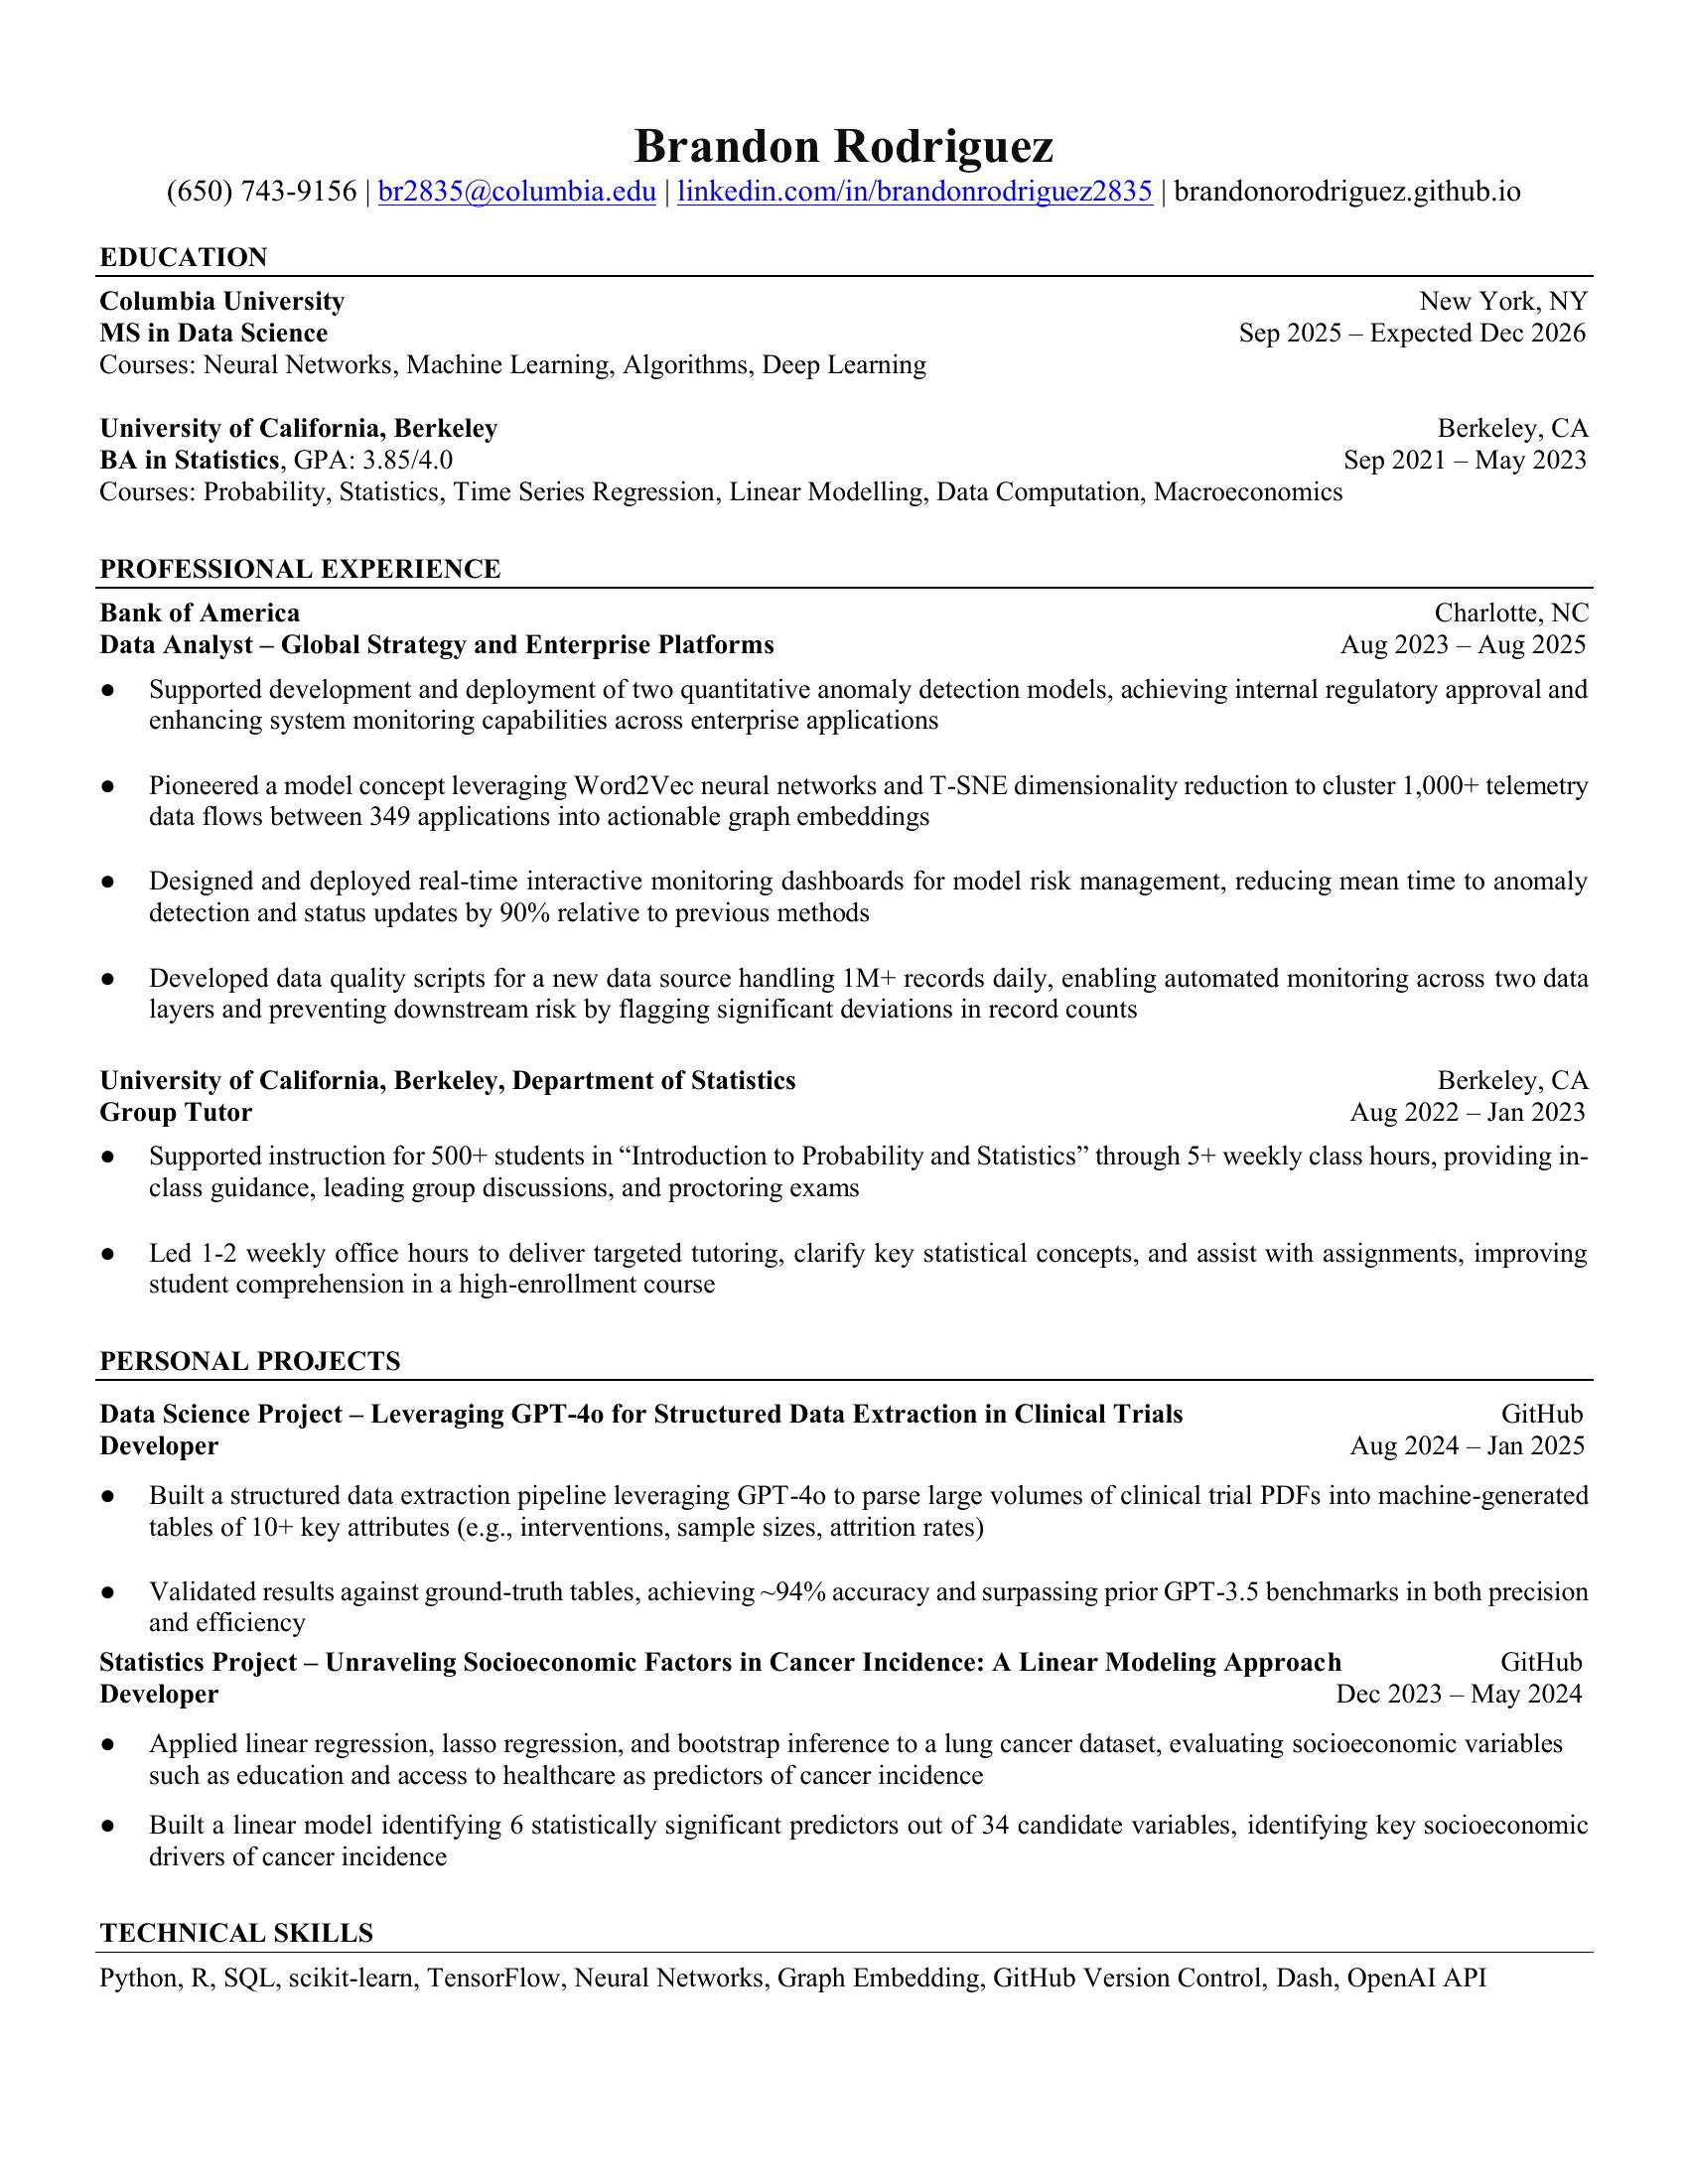 Brandon Rodriguez
(650) 743-9156 | br2835@columbia.edu | linkedin.com/in/brandonrodriguez2835 | brandonorodriguez.github.io
EDUCATION
Columbia University New York, NY
MS in Data Science Sep 2025 – Expected Dec 2026
Courses: Neural Networks, Machine Learning, Algorithms, Deep Learning
University of California, Berkeley Berkeley, CA
BA in Statistics, GPA: 3.85/4.0 Sep 2021 – May 2023
Courses: Probability, Statistics, Time Series Regression, Linear Modelling, Data Computation, Macroeconomics
PROFESSIONAL EXPERIENCE
Bank of America Charlotte, NC
Data Analyst – Global Strategy and Enterprise Platforms Aug 2023 – Aug 2025
● Supported development and deployment of two quantitative anomaly detection models, achieving internal regulatory approval and
enhancing system monitoring capabilities across enterprise applications
● Pioneered a model concept leveraging Word2Vec neural networks and T-SNE dimensionality reduction to cluster 1,000+ telemetry
data flows between 349 applications into actionable graph embeddings
● Designed and deployed real-time interactive monitoring dashboards for model risk management, reducing mean time to anomaly
detection and status updates by 90% relative to previous methods
● Developed data quality scripts for a new data source handling 1M+ records daily, enabling automated monitoring across two data
layers and preventing downstream risk by flagging significant deviations in record counts
University of California, Berkeley, Department of Statistics Berkeley, CA
Group Tutor Aug 2022 – Jan 2023
● Supported instruction for 500+ students in “Introduction to Probability and Statistics” through 5+ weekly class hours, providing in-
class guidance, leading group discussions, and proctoring exams
● Led 1-2 weekly office hours to deliver targeted tutoring, clarify key statistical concepts, and assist with assignments, improving
student comprehension in a high-enrollment course
PERSONAL PROJECTS
Data Science Project – Leveraging GPT-4o for Structured Data Extraction in Clinical Trials GitHub
Developer Aug 2024 – Jan 2025
● Built a structured data extraction pipeline leveraging GPT-4o to parse large volumes of clinical trial PDFs into machine-generated
tables of 10+ key attributes (e.g., interventions, sample sizes, attrition rates)
● Validated results against ground-truth tables, achieving ~94% accuracy and surpassing prior GPT-3.5 benchmarks in both precision
and efficiency
Statistics Project – Unraveling Socioeconomic Factors in Cancer Incidence: A Linear Modeling Approach GitHub
Developer Dec 2023 – May 2024
● Applied linear regression, lasso regression, and bootstrap inference to a lung cancer dataset, evaluating socioeconomic variables
such as education and access to healthcare as predictors of cancer incidence
● Built a linear model identifying 6 statistically significant predictors out of 34 candidate variables, identifying key socioeconomic
drivers of cancer incidence
TECHNICAL SKILLS
Python, R, SQL, scikit-learn, TensorFlow, Neural Networks, Graph Embedding, GitHub Version Control, Dash, OpenAI API